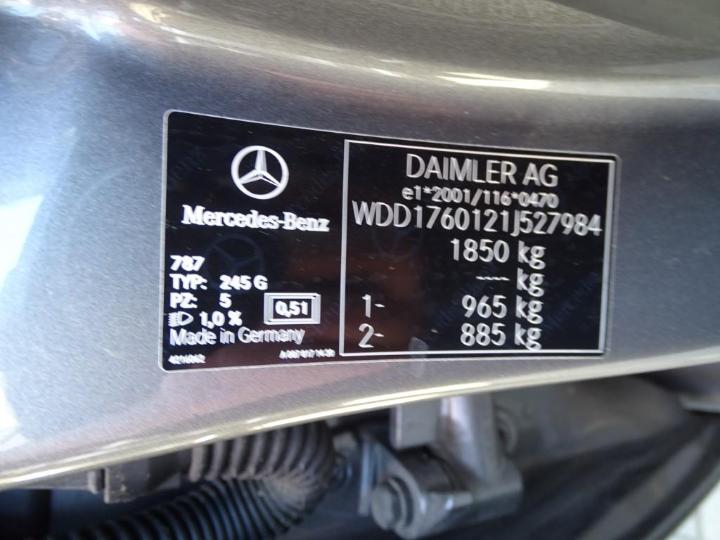 Mercedes-Benz
787
TYP: 245 G
PZ: 5
0,51
1,0 %
Made in Germany
DAIMLER AG
e1*2001/116*0470
WDD1760121J527984
1850 kg
---- kg
1- 965 kg
2- 885 kg